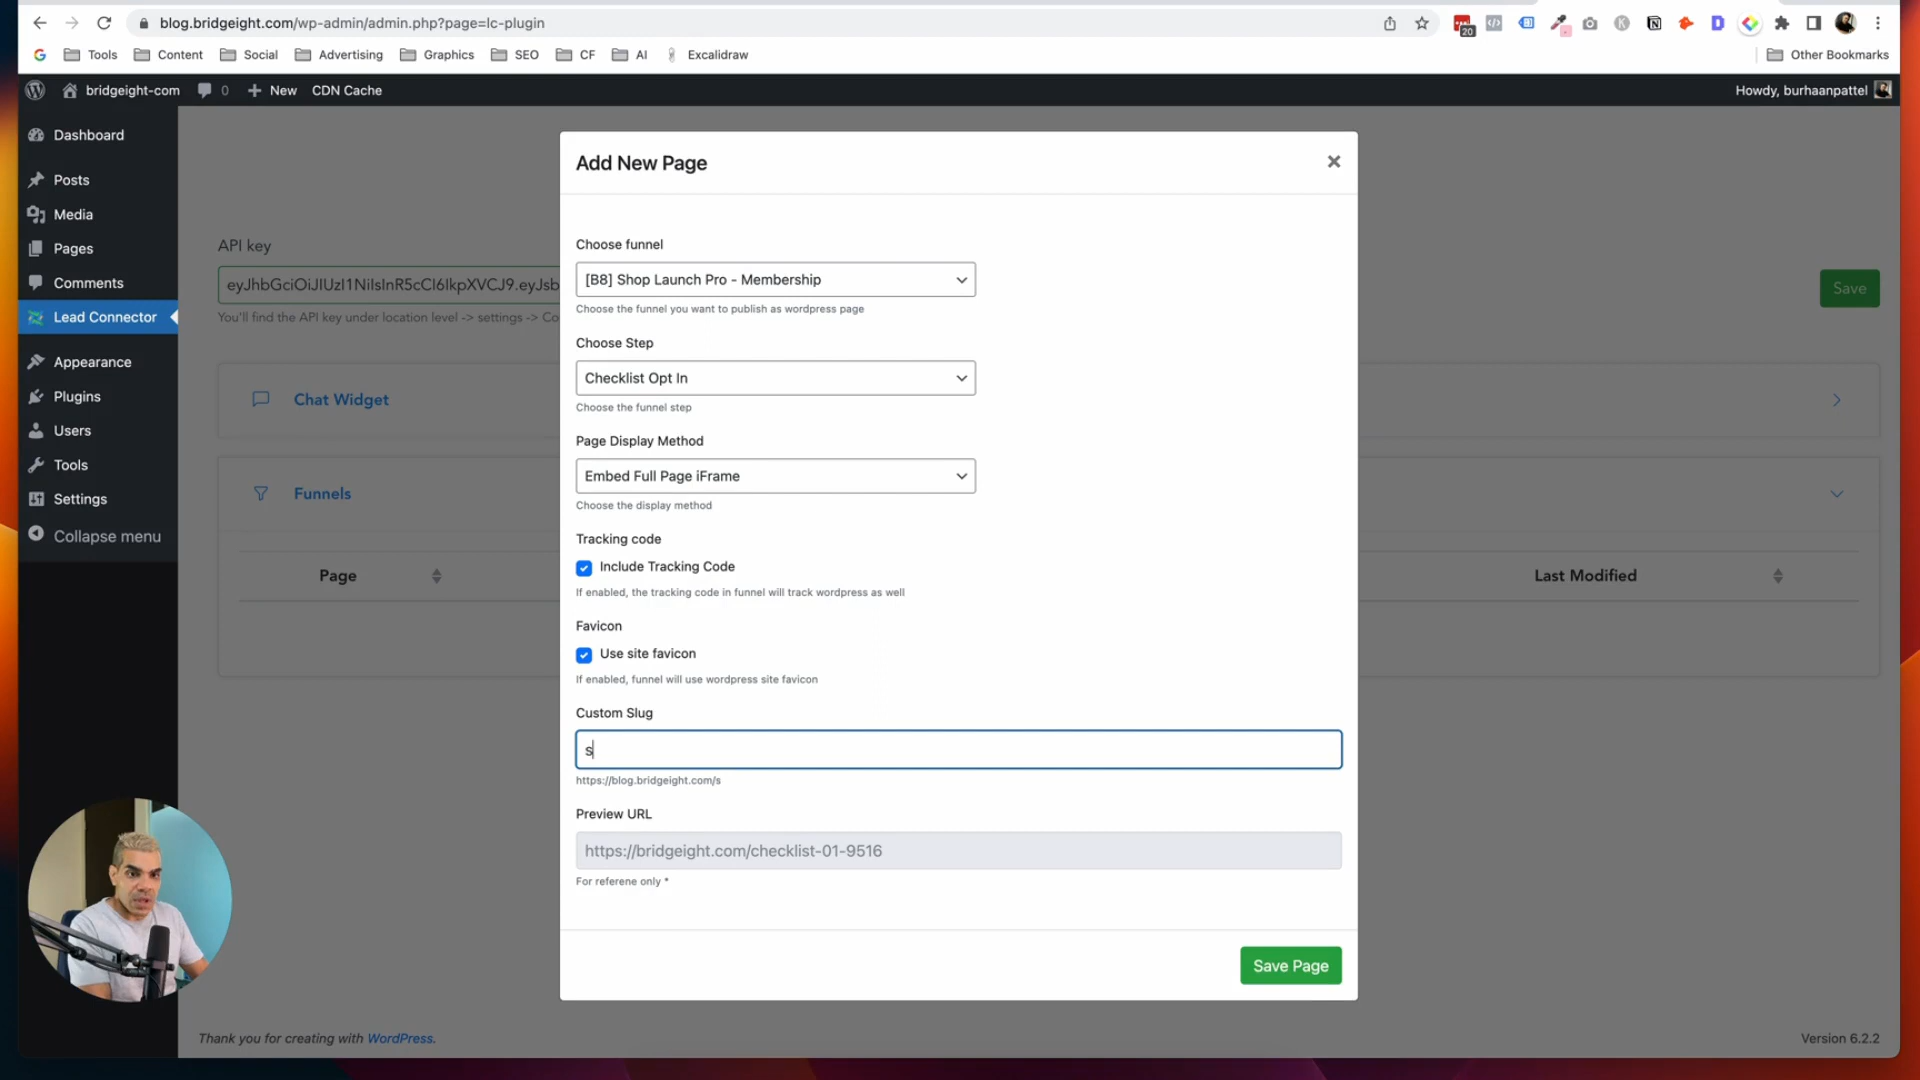 blog.bridgeight.com/wp-admin/admin.php?page=lc-plugin
20
Tools
Content
Social
Advertising
Graphics
SEO
CF
AI
Excalidraw
Other Bookmarks
bridgeight-com
0
New
CDN Cache
Howdy, burhaanpattel
Dashboard
Posts
Media
Pages
Comments
Lead Connector
Appearance
Plugins
Users
Tools
Settings
Collapse menu
API key
eyJhbGciOiJIUzI1NiIsInR5cCI6IkpXVCJ9.eyJsb
Save
You'll find the API key under location level -> settings -> Co
Chat Widget
Funnels
Page
Last Modified
Add New Page
×
Choose funnel
[B8] Shop Launch Pro - Membership
Choose the funnel you want to publish as wordpress page
Choose Step
Checklist Opt In
Choose the funnel step
Page Display Method
Embed Full Page iFrame
Choose the display method
Tracking code
Include Tracking Code
If enabled, the tracking code in funnel will track wordpress as well
Favicon
Use site favicon
If enabled, funnel will use wordpress site favicon
Custom Slug
s
https://blog.bridgeight.com/s
Preview URL
https://bridgeight.com/checklist-01-9516
For referene only *
Save Page
Thank you for creating with WordPress.
Version 6.2.2